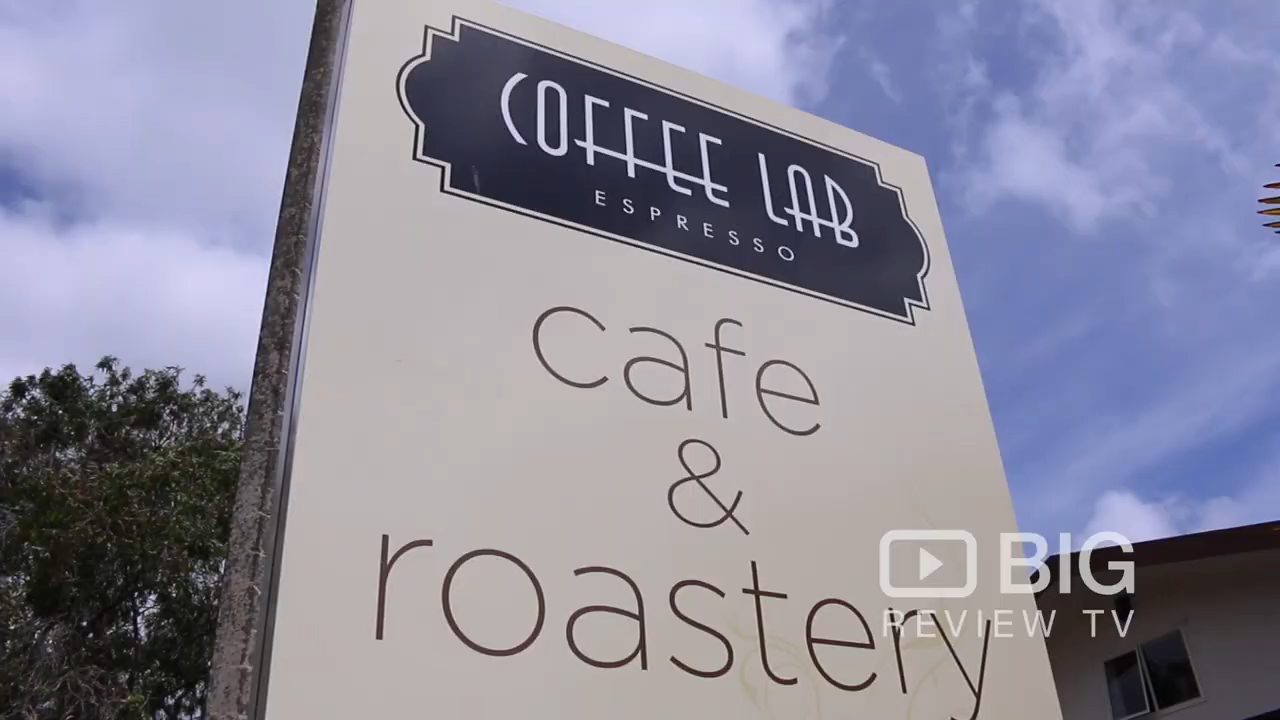 COFFEE LAB
ESPRESSO
cafe
&
roastery
BIG
REVIEW TV